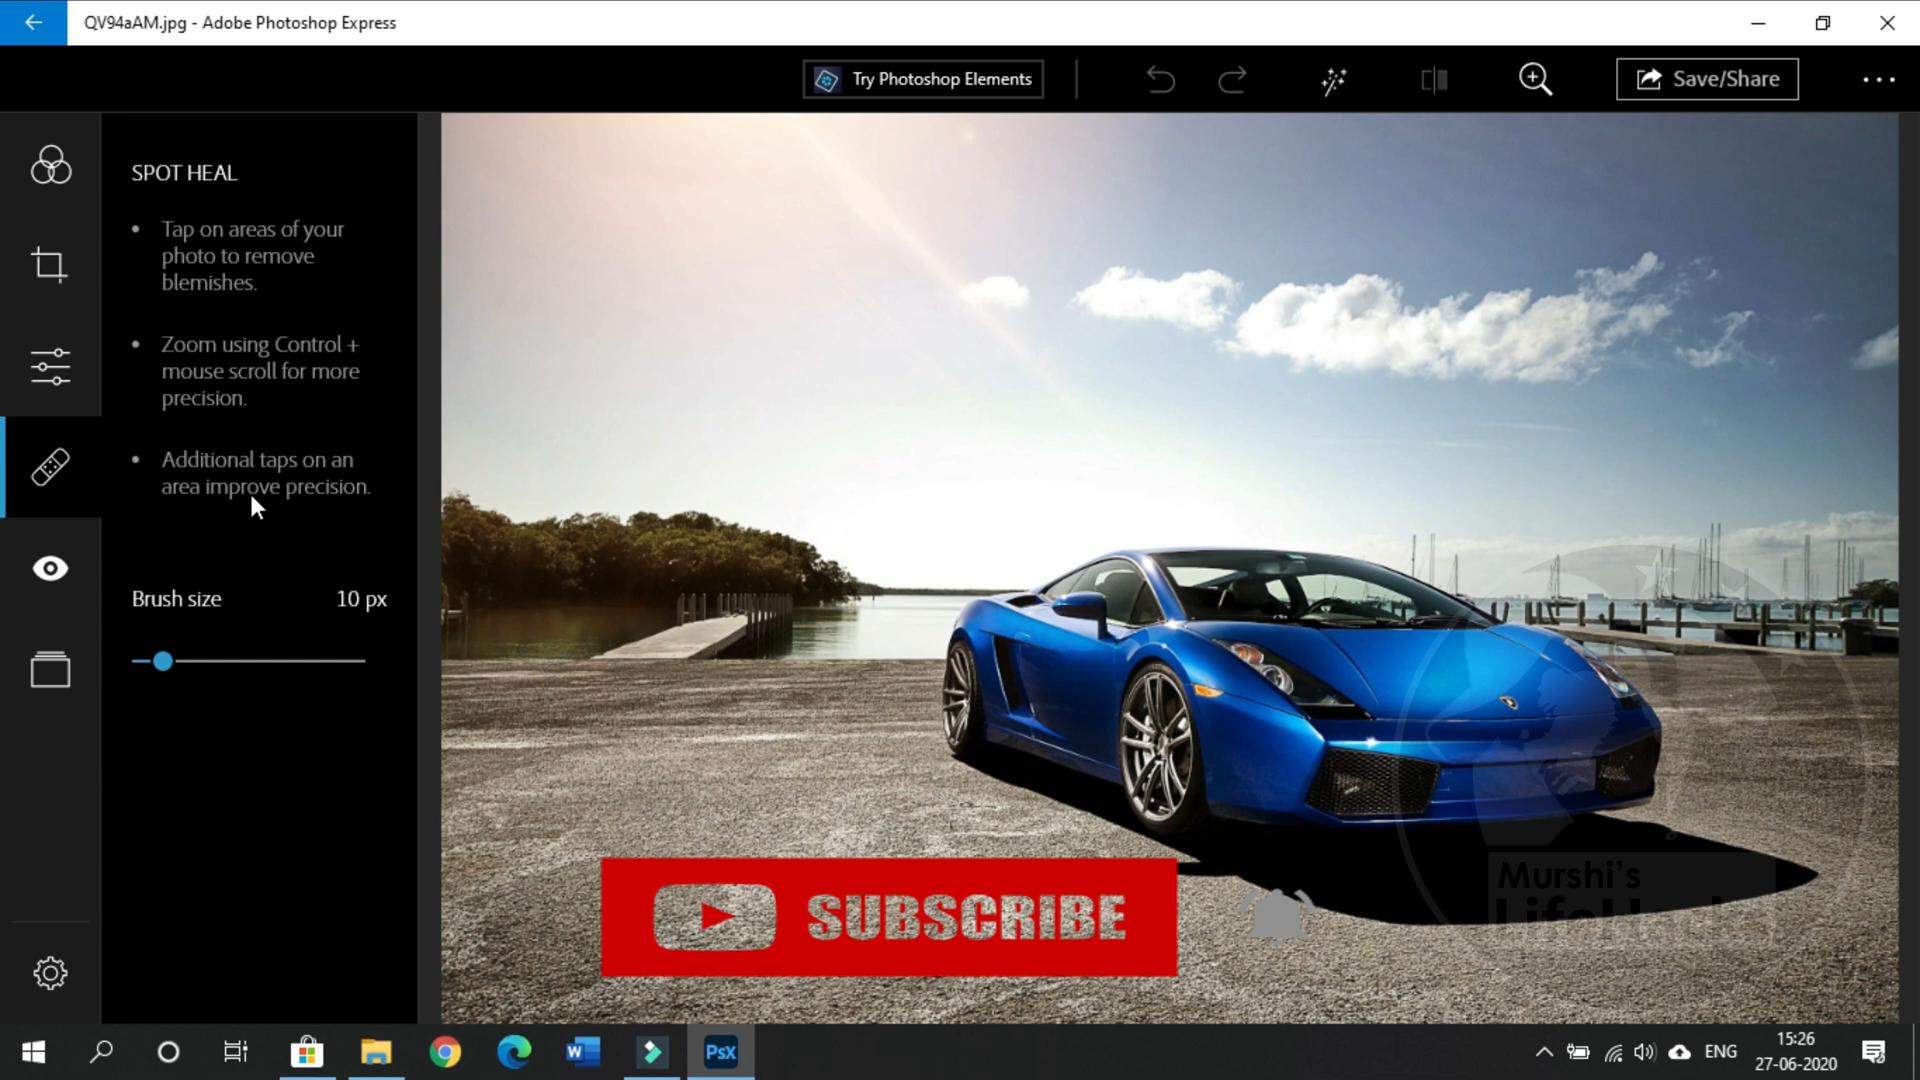 QV94aAM.jpg - Adobe Photoshop Express
Try Photoshop Elements
Save/Share
SPOT HEAL
• Tap on areas of your
photo to remove
blemishes.
• Zoom using Control +
mouse scroll for more
precision.
• Additional taps on an
area improve precision.
Brush size 10 px
Murshi's
SUBSCRIBE
W
PsX
ENG
15:26
27-06-2020